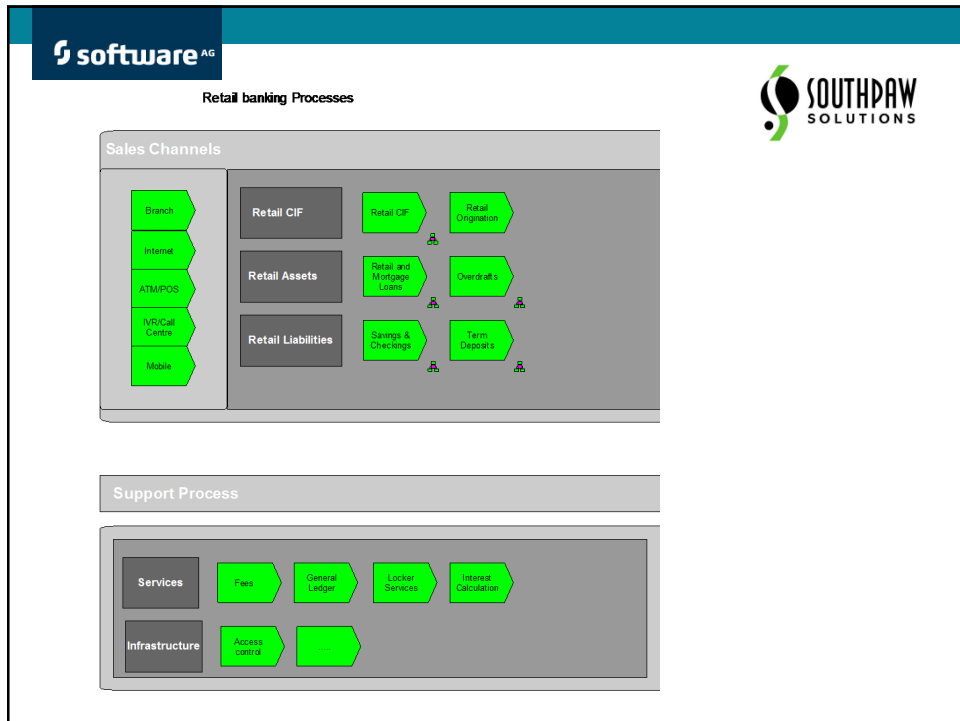 software AG
SOUTHPAW
SOLUTIONS
Retail banking Processes
Sales Channels
Branch
Internet
ATM/POS
IVR/Call
Centre
Mobile
Retail CIF
Retail CIF
Retail
Origination
Retail Assets
Retail and
Mortgage
Loans
Overdrafts
Retail Liabilities
Savings &
Checkings
Term
Deposits
Support Process
Services
Fees
General
Ledger
Locker
Services
Interest
Calculation
Infrastructure
Access
control
.....